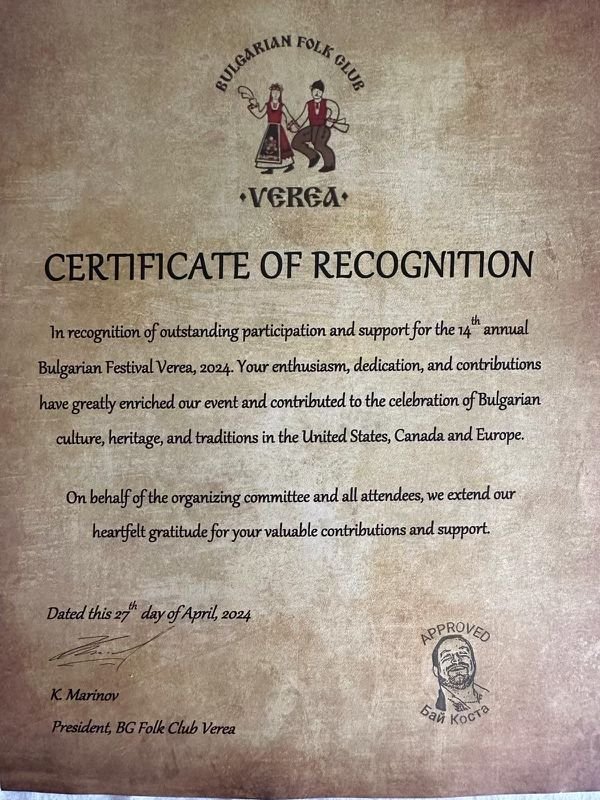 BULGARIAN FOLK CLUB
·VEREA·
CERTIFICATE OF RECOGNITION
In recognition of outstanding participation and support for the 14th annual
Bulgarian Festival Verea, 2024. Your enthusiasm, dedication, and contributions
have greatly enriched our event and contributed to the celebration of Bulgarian
culture, heritage, and traditions in the United States, Canada and Europe.
On behalf of the organizing committee and all attendees, we extend our
heartfelt gratitude for your valuable contributions and support.
Dated this 27th day of April, 2024
K. Marinov
President, BG Folk Club Verea
APPROVED
Бай Коста